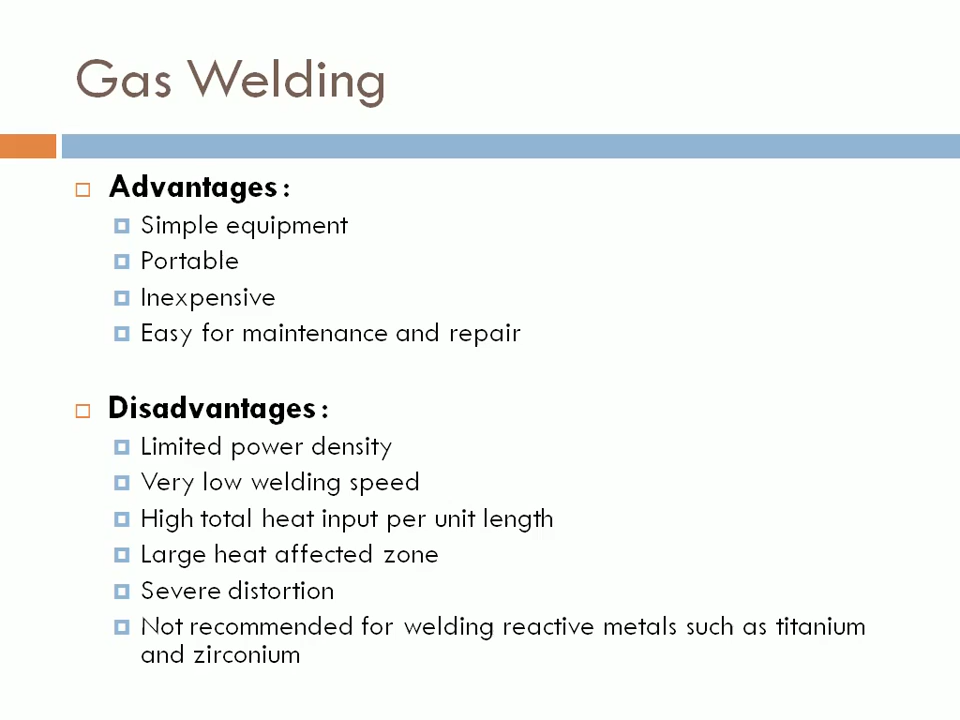 Gas Welding
Advantages :
Simple equipment
Portable
Inexpensive
Easy for maintenance and repair
Disadvantages :
Limited power density
Very low welding speed
High total heat input per unit length
Large heat affected zone
Severe distortion
Not recommended for welding reactive metals such as titanium
and zirconium